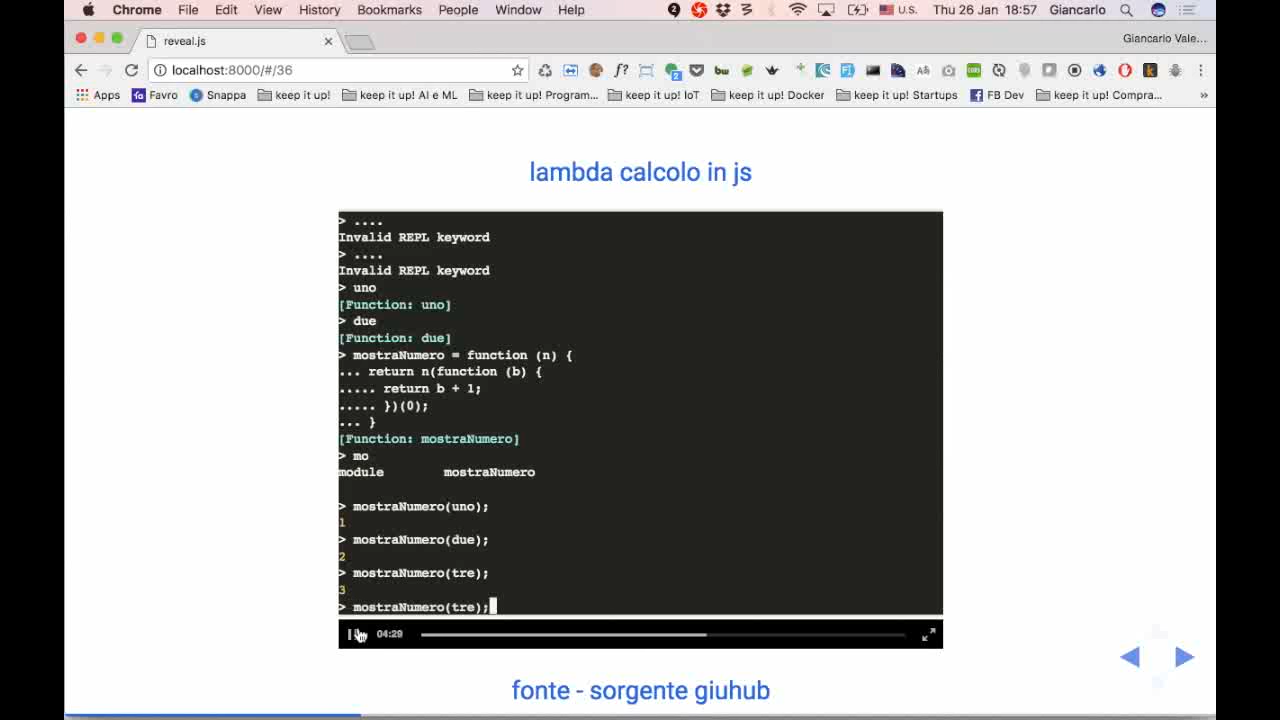 Chrome File Edit View History Bookmarks People Window Help 2 U.S. Thu 26 Jan 18:57 Giancarlo
reveal.js Giancarlo Vale...
localhost:8000/#/36 f? 2 bw
Apps Favro Snappa keep it up! keep it up! AI e ML keep it up! Program... keep it up! IoT keep it up! Docker keep it up! Startups FB Dev keep it up! Compra... »
lambda calcolo in js
> ....
Invalid REPL keyword
> ....
Invalid REPL keyword
> uno
[Function: uno]
> due
[Function: due]
> mostraNumero = function (n) {
... return n(function (b) {
..... return b + 1;
..... })(0);
... }
[Function: mostraNumero]
> mo
module mostraNumero
> mostraNumero(uno);
1
> mostraNumero(due);
2
> mostraNumero(tre);
3
> mostraNumero(tre);
04:29
fonte - sorgente giuhub